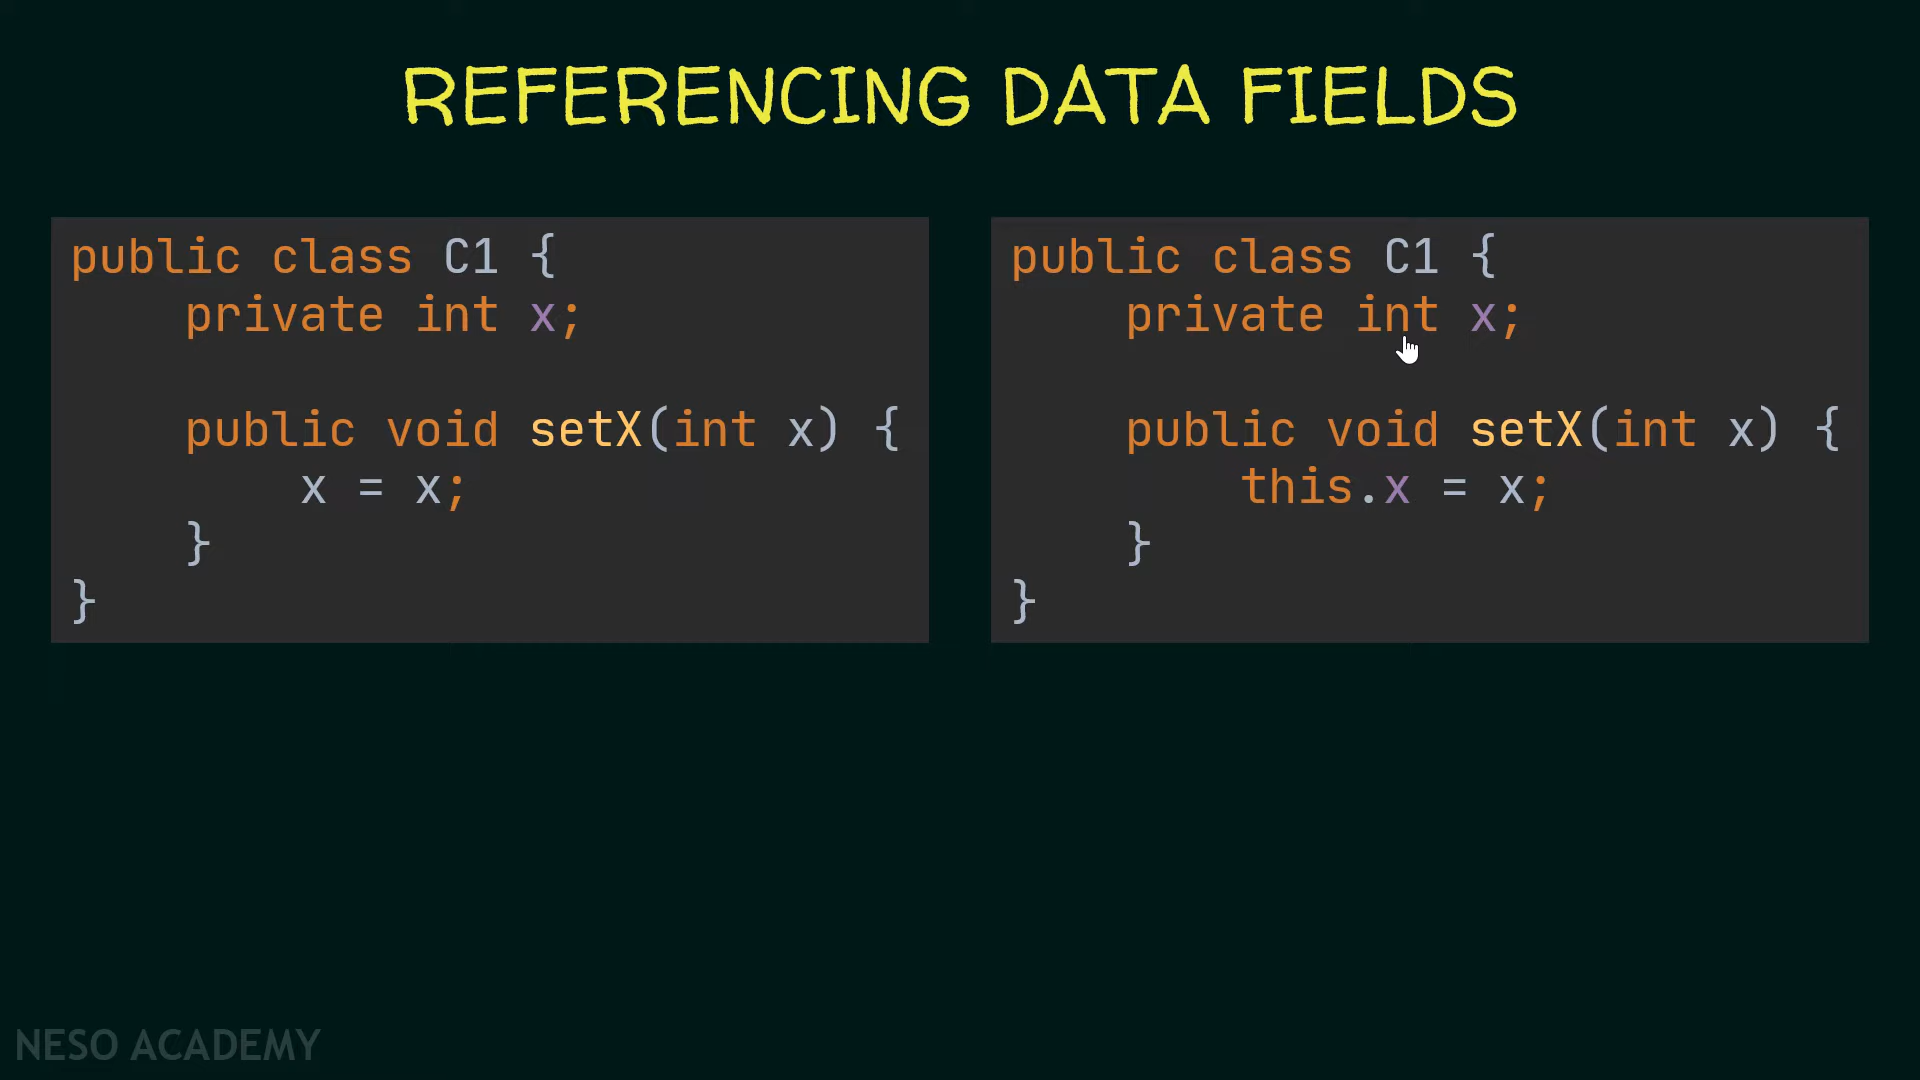 REFERENCING DATA FIELDS
public class C1 {
    private int x;
    public void setX(int x) {
        x = x;
    }
}
public class C1 {
    private int x;
    public void setX(int x) {
        this.x = x;
    }
}
NESO ACADEMY